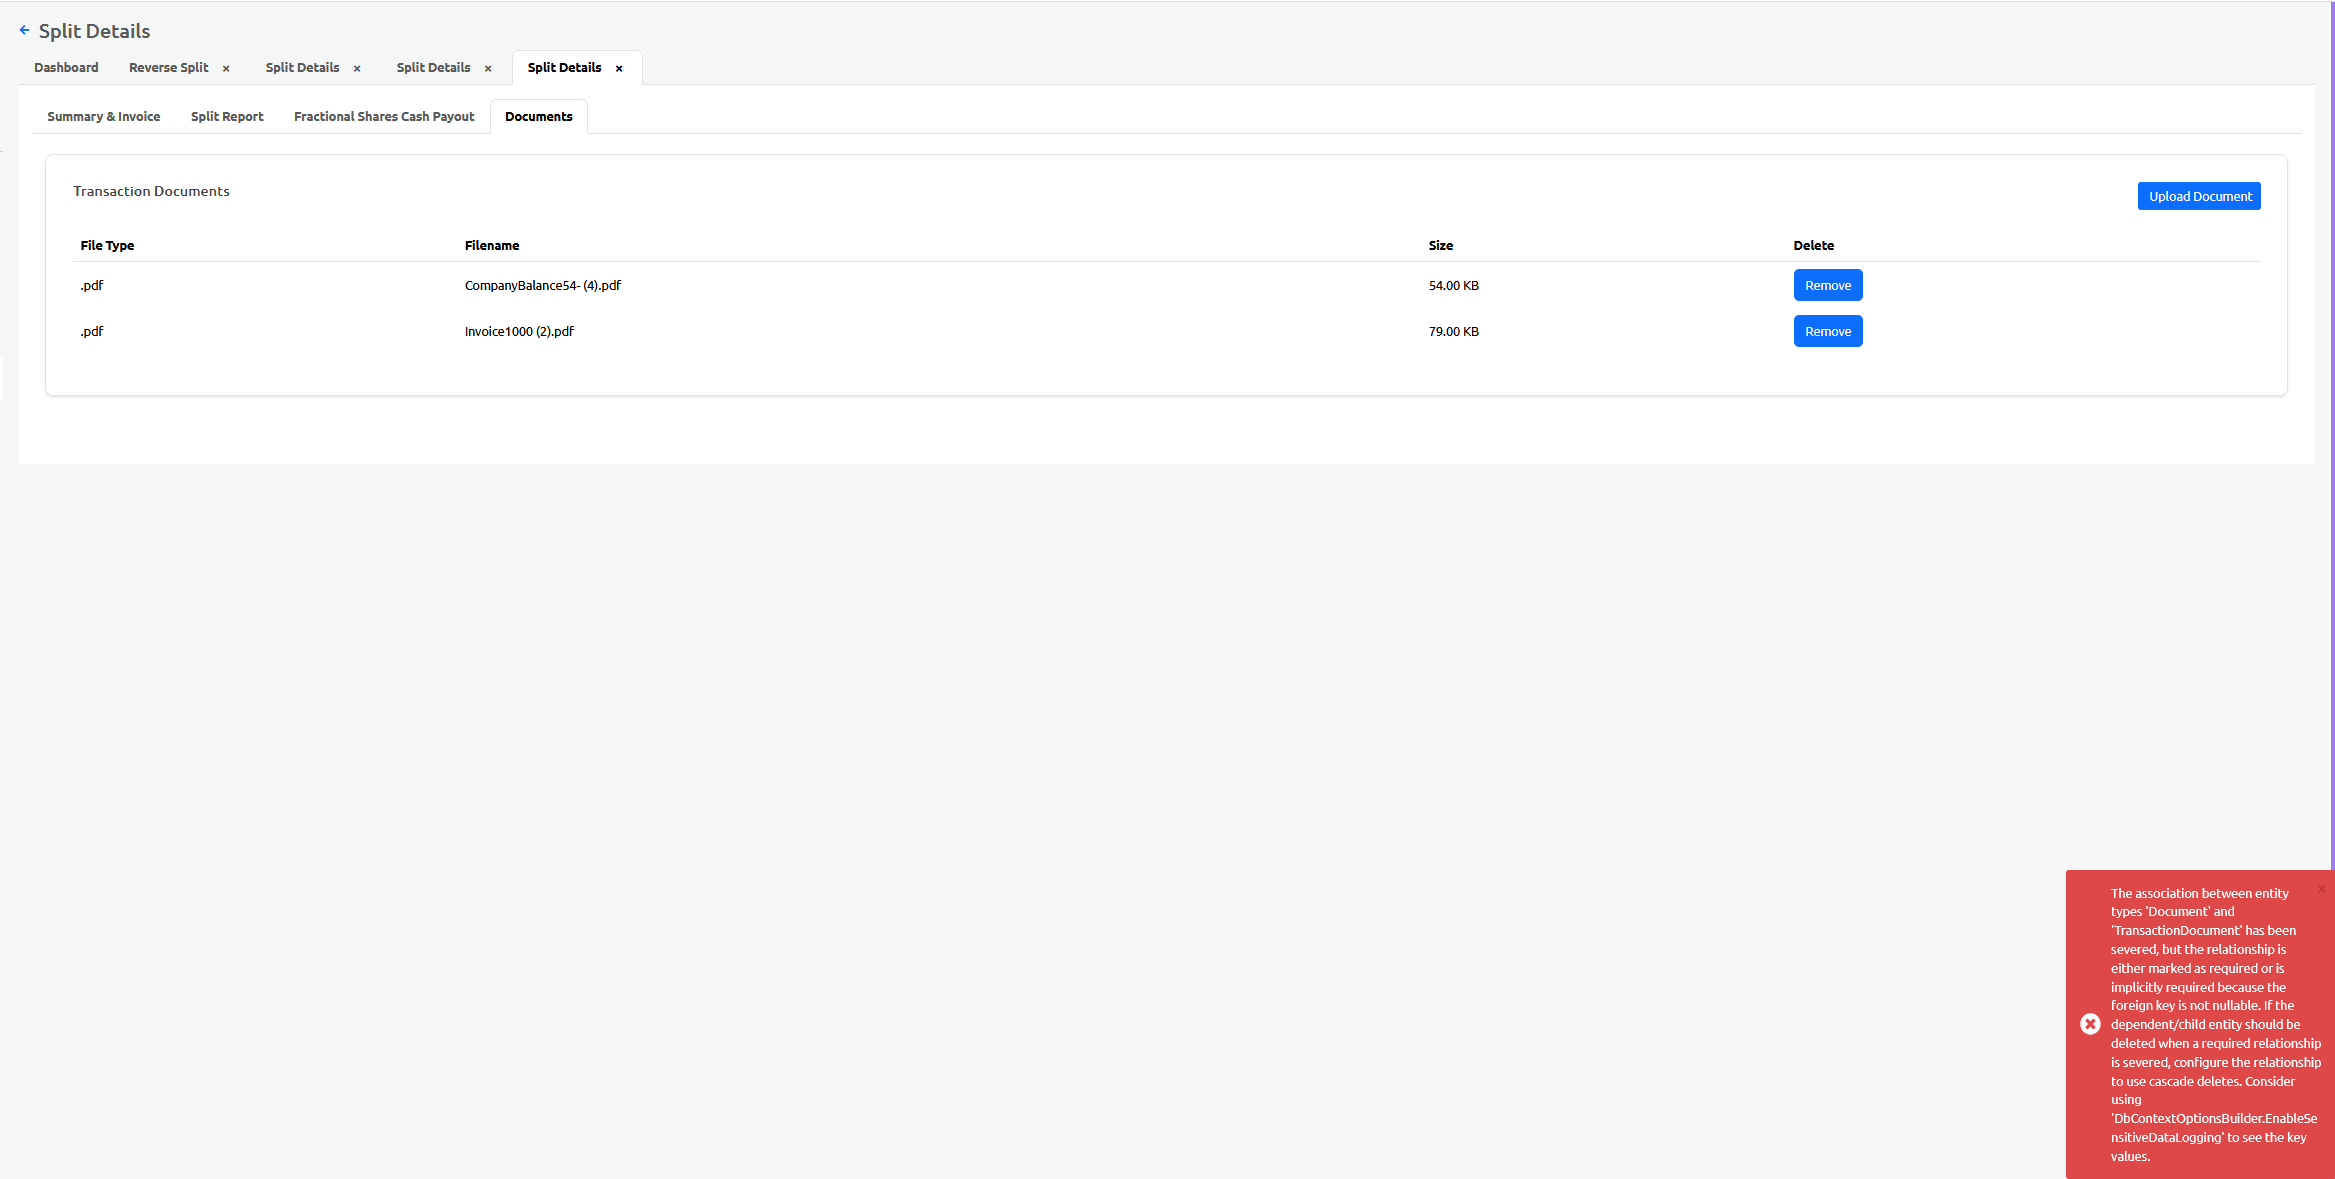 Split Details
Dashboard Reverse Split × Split Details × Split Details × Split Details ×
Summary & Invoice Split Report Fractional Shares Cash Payout Documents
Transaction Documents
Upload Document
File Type Filename Size Delete
.pdf CompanyBalance54- (4).pdf 54.00 KB Remove
.pdf Invoice1000 (2).pdf 79.00 KB Remove
The association between entity
types 'Document' and
'TransactionDocument' has been
severed, but the relationship is
either marked as required or is
implicitly required because the
foreign key is not nullable. If the
dependent/child entity should be
deleted when a required relationship
is severed, configure the relationship
to use cascade deletes. Consider
using
'DbContextOptionsBuilder.EnableSe
nsitiveDataLogging' to see the key
values.